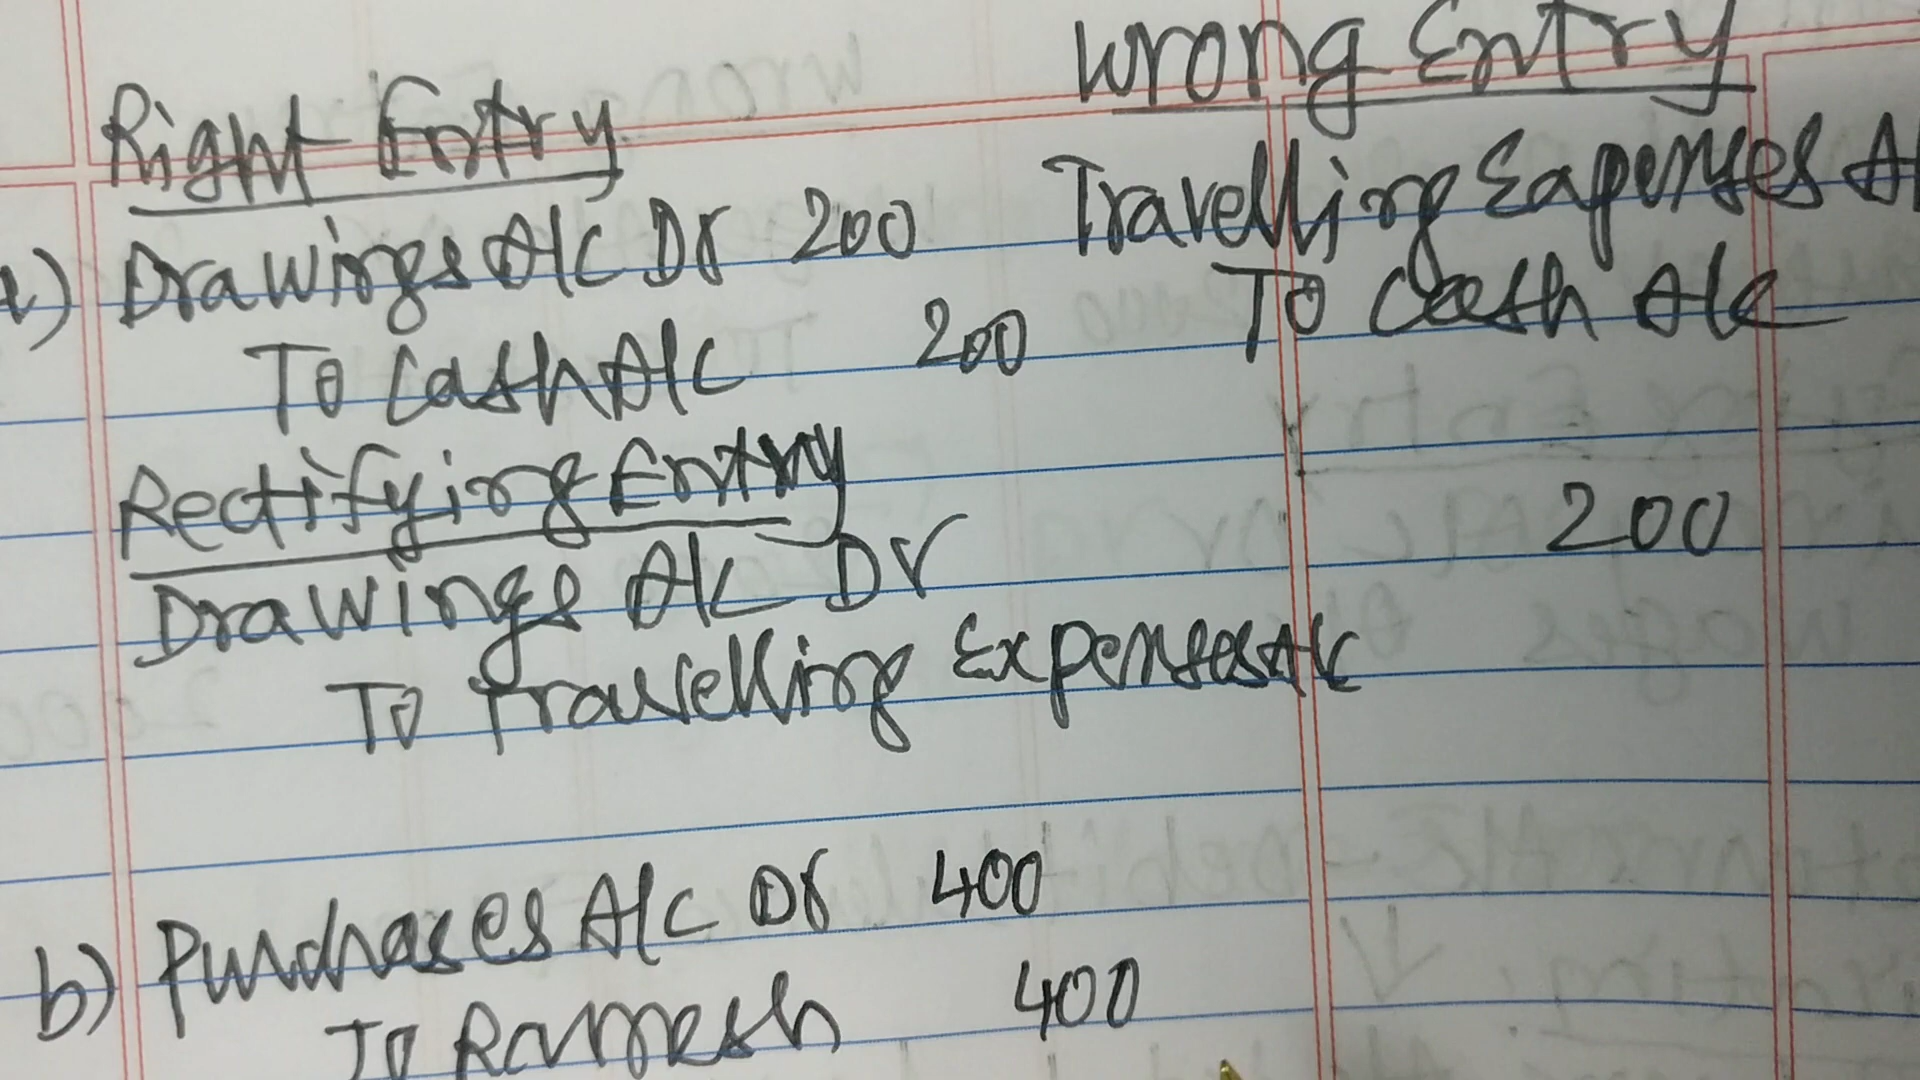 Wrong Entry
Right Entry
Travelling Expenses A
a) Drawings A/C Dr 200
To Cash A/C
To Cash A/C 200
Rectifying Entry
Drawings A/C Dr 200
To Travelling Expenses A/C
b) Purchases A/C Dr 400
To Ramesh 400